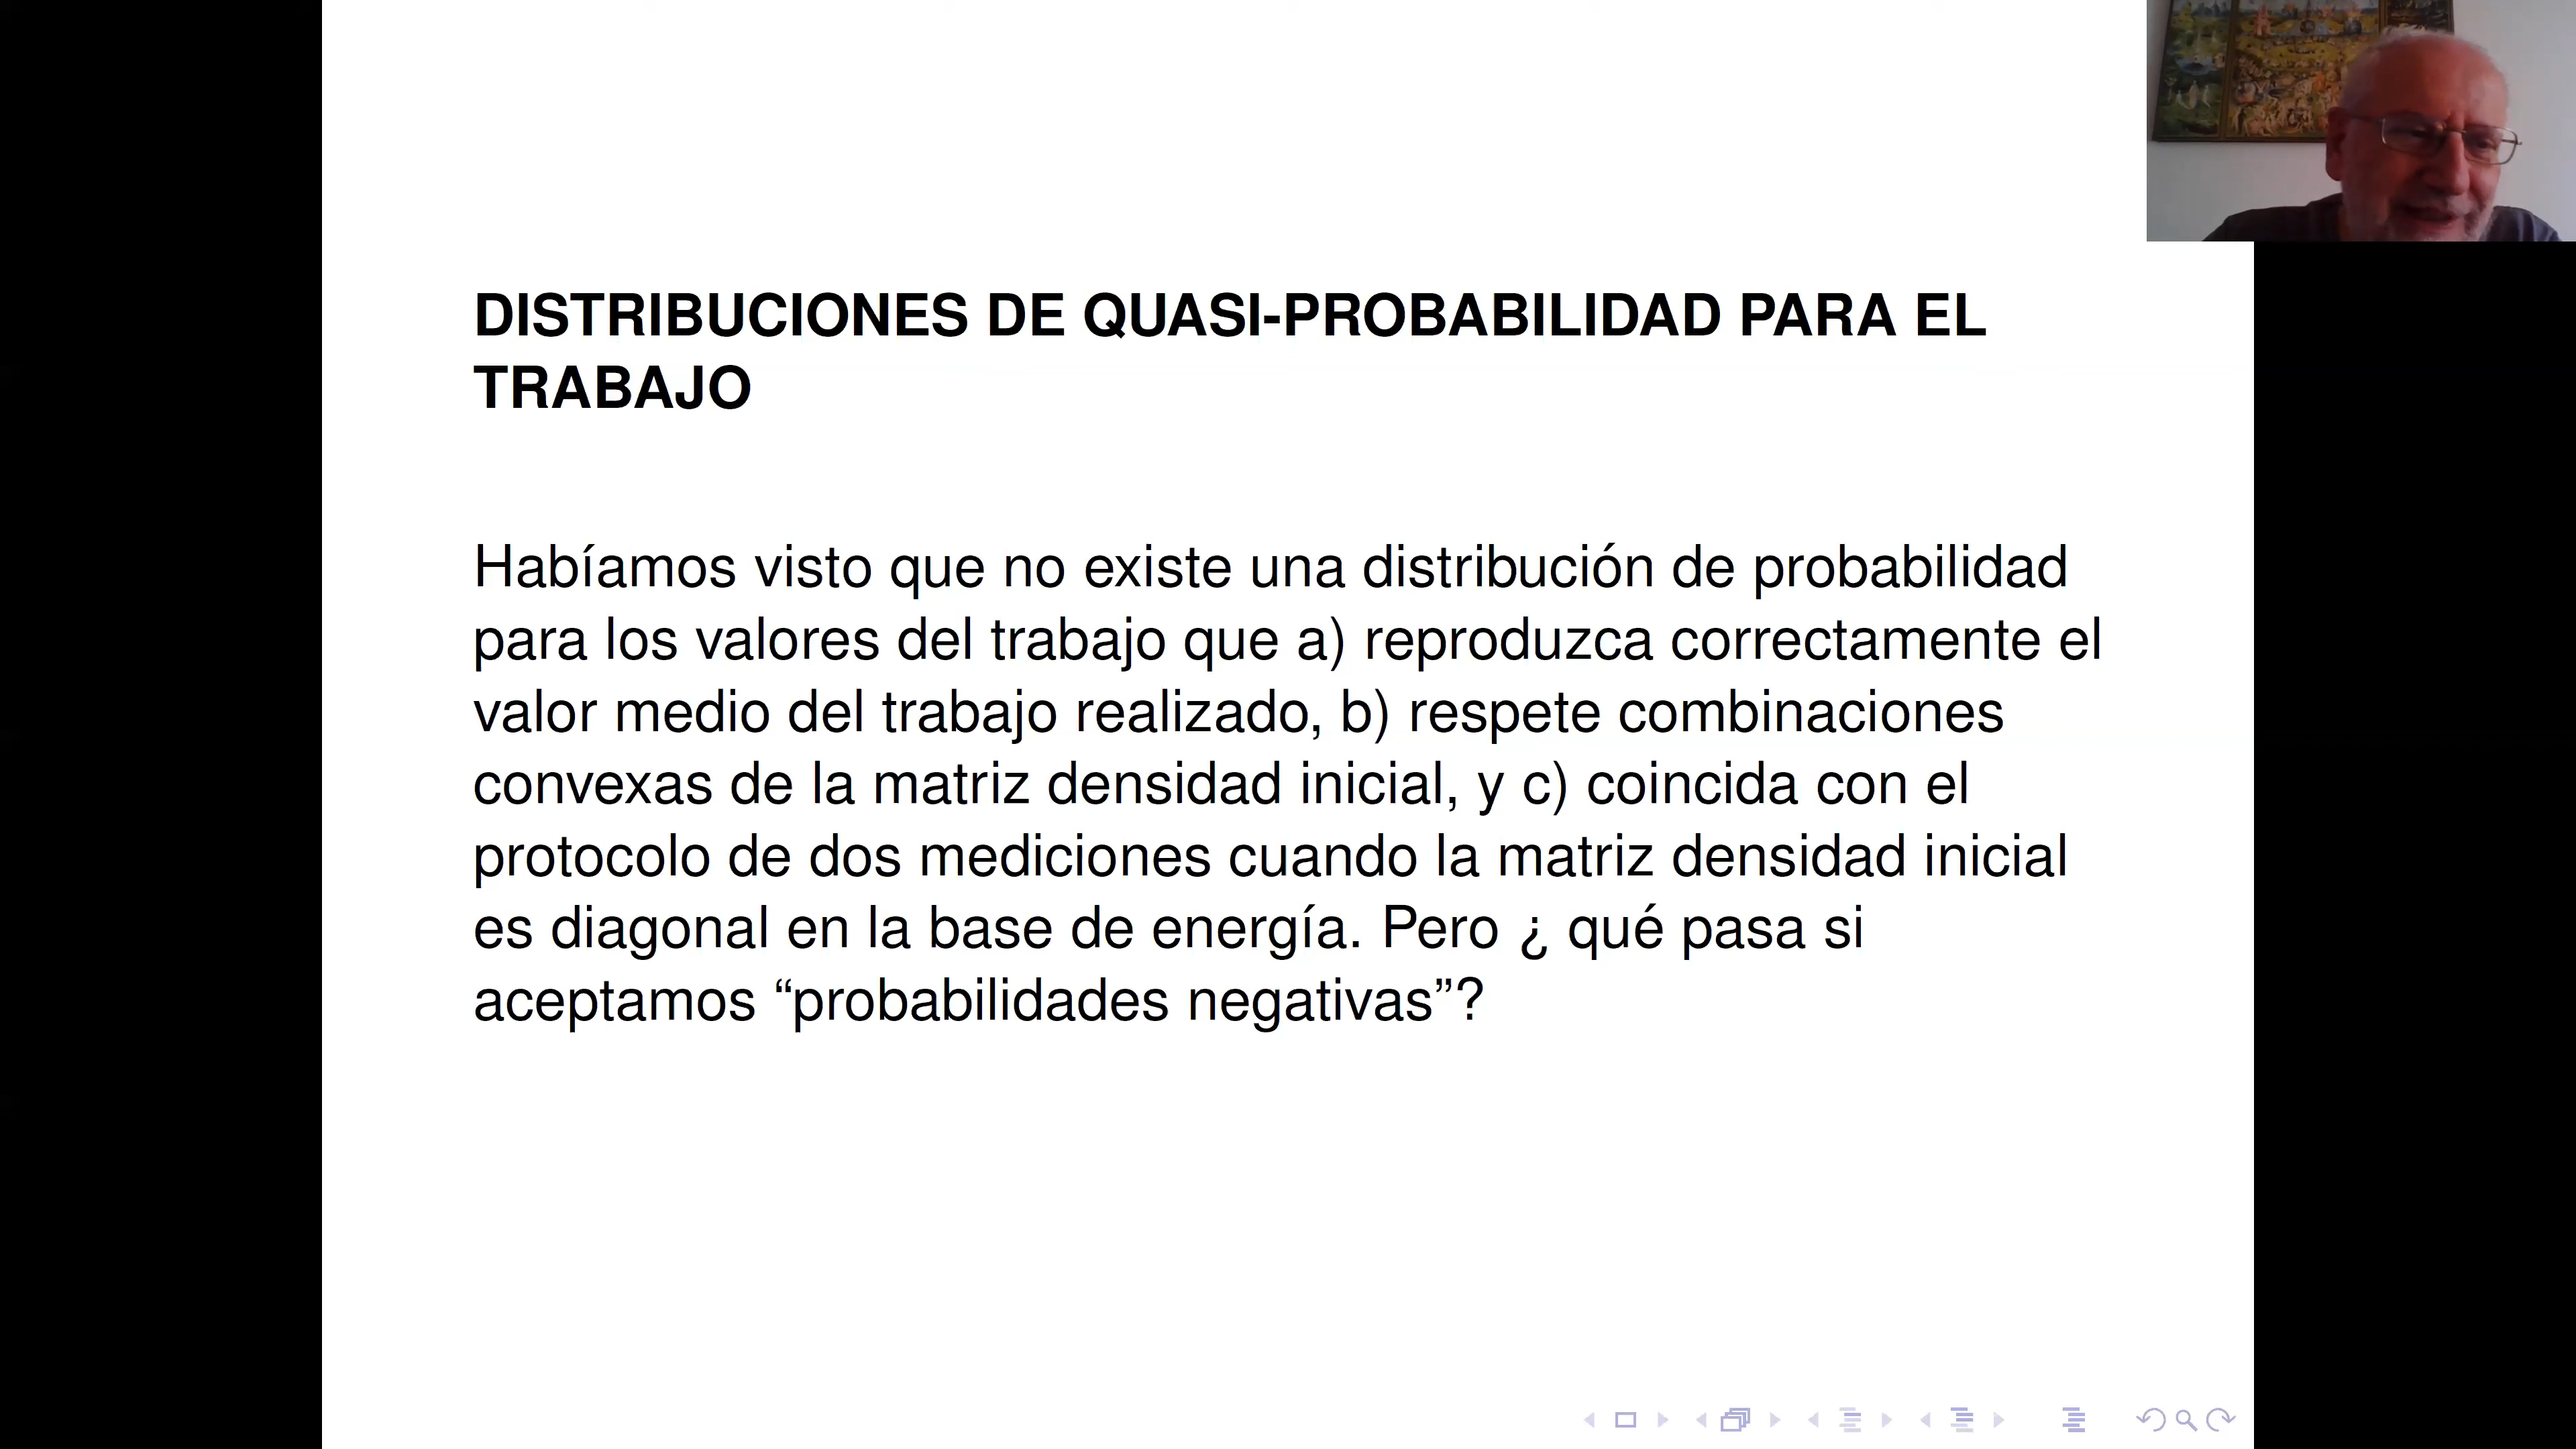 DISTRIBUCIONES DE QUASI-PROBABILIDAD PARA EL
TRABAJO
Habíamos visto que no existe una distribución de probabilidad
para los valores del trabajo que a) reproduzca correctamente el
valor medio del trabajo realizado, b) respete combinaciones
convexas de la matriz densidad inicial, y c) coincida con el
protocolo de dos mediciones cuando la matriz densidad inicial
es diagonal en la base de energía. Pero ¿ qué pasa si
aceptamos “probabilidades negativas”?